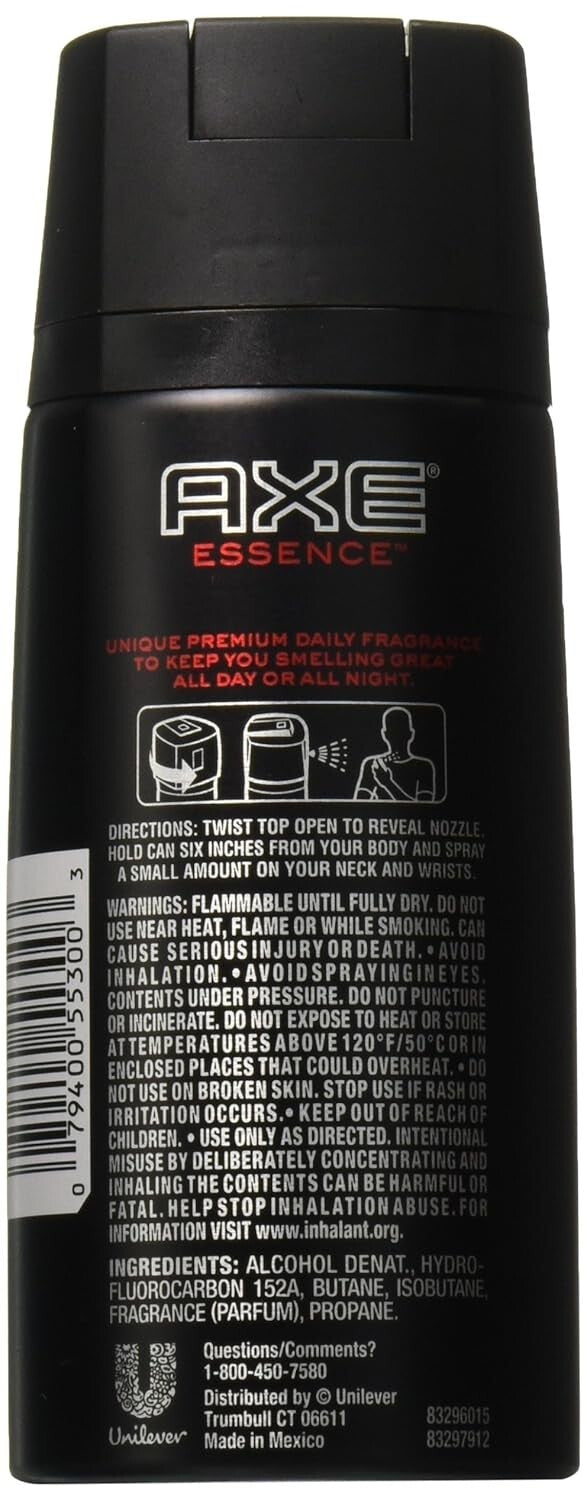 AXE®
ESSENCE™
UNIQUE PREMIUM DAILY FRAGRANCE
TO KEEP YOU SMELLING GREAT
ALL DAY OR ALL NIGHT.
DIRECTIONS: TWIST TOP OPEN TO REVEAL NOZZLE,
HOLD CAN SIX INCHES FROM YOUR BODY AND SPRAY
A SMALL AMOUNT ON YOUR NECK AND WRISTS.
WARNINGS: FLAMMABLE UNTIL FULLY DRY. DO NOT
USE NEAR HEAT, FLAME OR WHILE SMOKING. CAN
CAUSE SERIOUS INJURY OR DEATH. • AVOID
INHALATION. • AVOID SPRAYING IN EYES.
CONTENTS UNDER PRESSURE. DO NOT PUNCTURE
OR INCINERATE. DO NOT EXPOSE TO HEAT OR STORE
AT TEMPERATURES ABOVE 120°F/50°C OR IN
ENCLOSED PLACES THAT COULD OVERHEAT. • DO
NOT USE ON BROKEN SKIN. STOP USE IF RASH OR
IRRITATION OCCURS. • KEEP OUT OF REACH OF
CHILDREN. • USE ONLY AS DIRECTED. INTENTIONAL
MISUSE BY DELIBERATELY CONCENTRATING AND
INHALING THE CONTENTS CAN BE HARMFUL OR
FATAL. HELP STOP INHALATION ABUSE. FOR
INFORMATION VISIT www.inhalant.org.
INGREDIENTS: ALCOHOL DENAT., HYDRO-
FLUOROCARBON 152A, BUTANE, ISOBUTANE,
FRAGRANCE (PARFUM), PROPANE.
Unilever
Questions/Comments?
1-800-450-7580
Distributed by © Unilever
Trumbull CT 06611
Made in Mexico
83296015
83297912
0 79400 55300 3